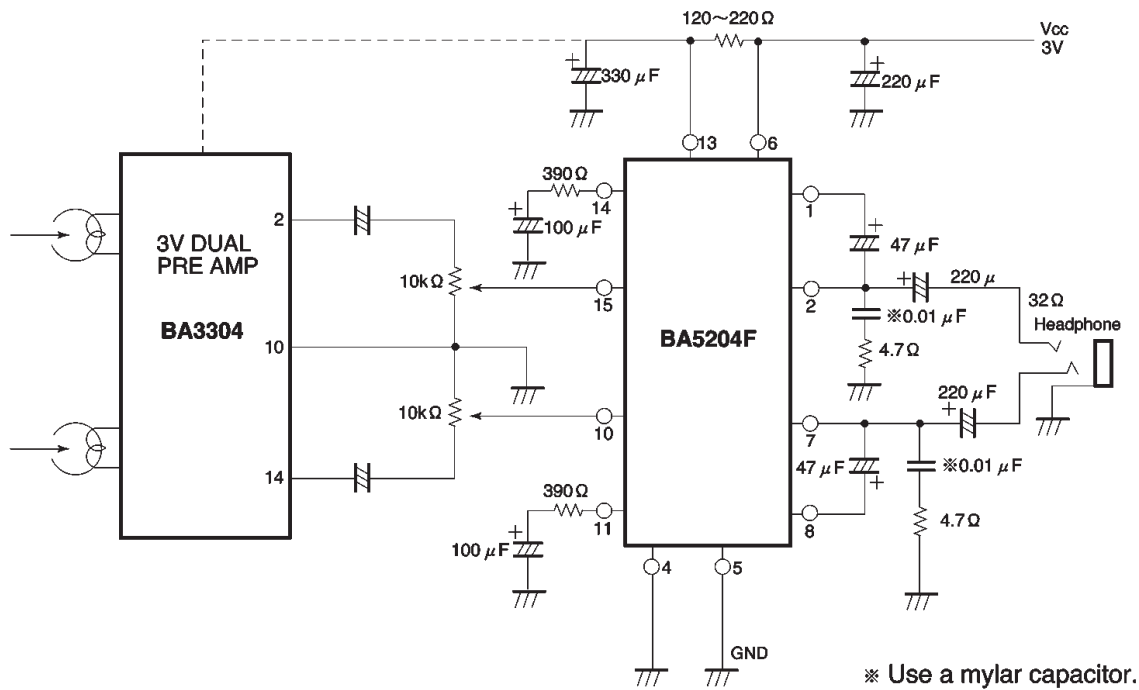 120～220Ω
Vcc
3V
+
330 μF
+
220 μF
13
6
390Ω
14
+
100 μF
1
+
47 μF
2
3V DUAL
PRE AMP
10kΩ
15
2
+
220 μ
32Ω
Headphone
※0.01 μF
BA3304
BA5204F
10
4.7Ω
10kΩ
10
7
+
220 μF
47 μF
+
※0.01 μF
14
390Ω
11
8
4.7Ω
+
100 μF
4
5
GND
※ Use a mylar capacitor.